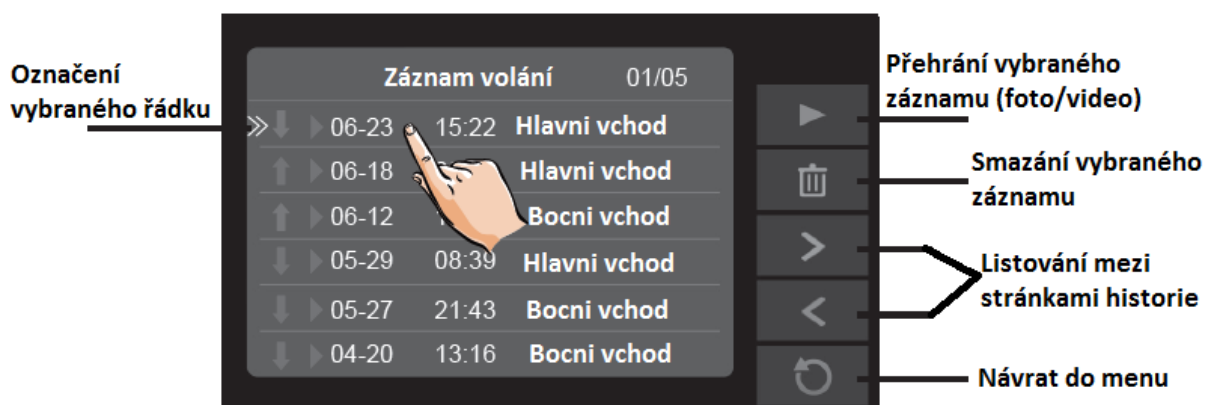 Označení
vybraného řádku
Záznam volání 01/05
06-23 15:22 Hlavni vchod
06-18 Hlavni vchod
06-12 Bocni vchod
05-29 08:39 Hlavni vchod
05-27 21:43 Bocni vchod
04-20 13:16 Bocni vchod
Přehrání vybraného
záznamu (foto/video)
Smazání vybraného
záznamu
Listování mezi
stránkami historie
Návrat do menu